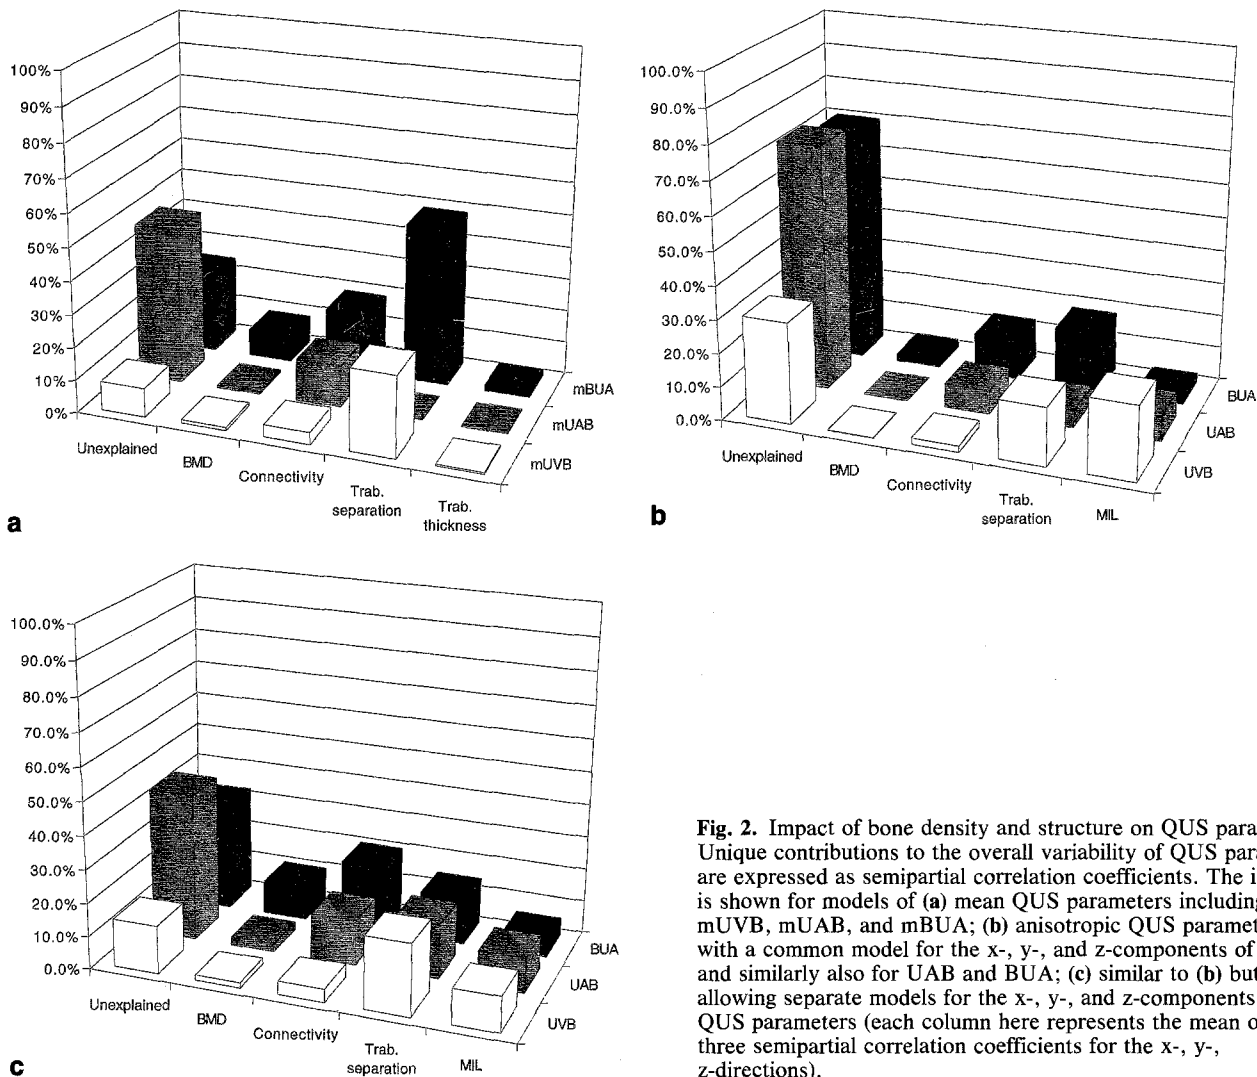 100%
90%
80%
70%
60%
50%
40%
30%
20%
10%
0%
Unexplained
BMD
Connectivity
Trab.
separation
Trab.
thickness
mBUA
mUAB
mUVB
a
100.0%
90.0%
80.0%
70.0%
60.0%
50.0%
40.0%
30.0%
20.0%
10.0%
0.0%
Unexplained
BMD
Connectivity
Trab.
separation
MIL
BUA
UAB
UVB
b
100.0%
90.0%
80.0%
70.0%
60.0%
50.0%
40.0%
30.0%
20.0%
10.0%
0.0%
Unexplained
BMD
Connectivity
Trab.
separation
MIL
BUA
UAB
UVB
c
Fig. 2. Impact of bone density and structure on QUS para
Unique contributions to the overall variability of QUS par
are expressed as semipartial correlation coefficients. The i
is shown for models of (a) mean QUS parameters including
mUVB, mUAB, and mBUA; (b) anisotropic QUS paramet
with a common model for the x-, y-, and z-components of
and similarly also for UAB and BUA; (c) similar to (b) but
allowing separate models for the x-, y-, and z-components
QUS parameters (each column here represents the mean o
three semipartial correlation coefficients for the x-, y-,
z-directions).